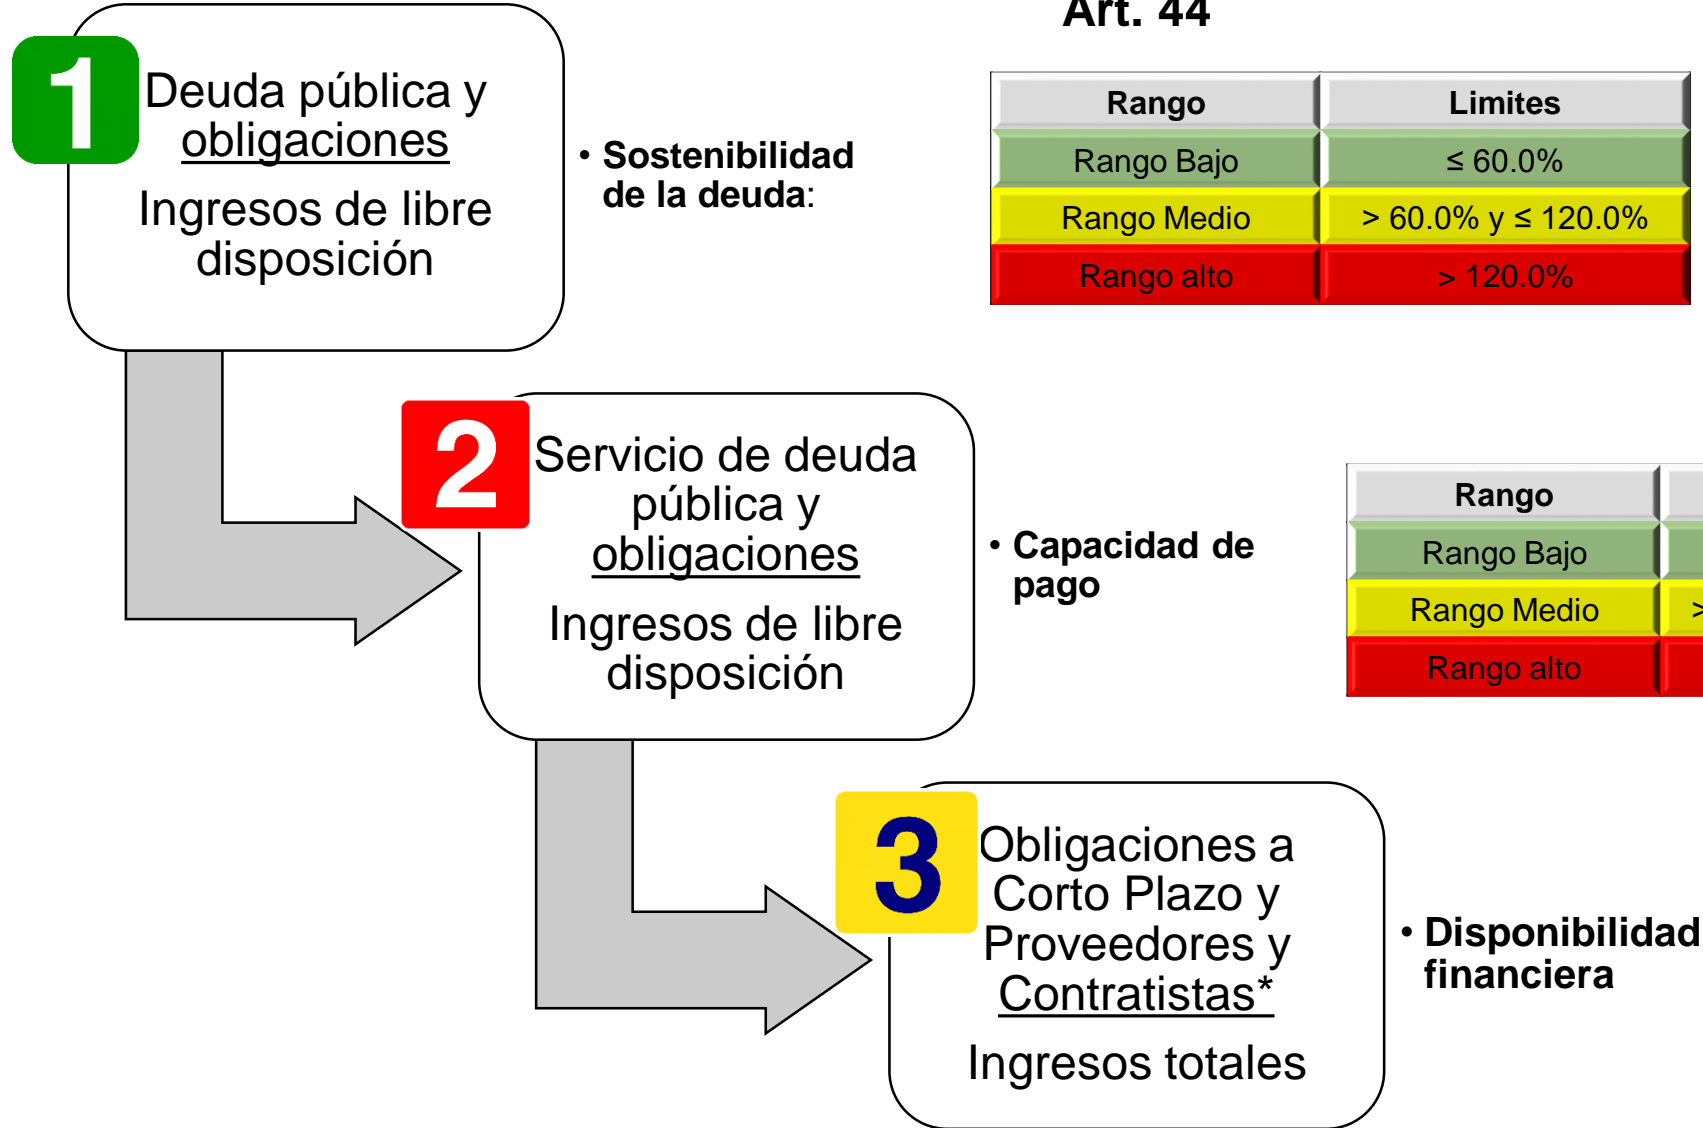 Art. 44
1
Deuda pública y
obligaciones
Ingresos de libre
disposición
• Sostenibilidad
de la deuda:
Rango Limites
Rango Bajo ≤ 60.0%
Rango Medio > 60.0% y ≤ 120.0%
Rango alto > 120.0%
2
Servicio de deuda
pública y
obligaciones
Ingresos de libre
disposición
• Capacidad de
pago
Rango
Rango Bajo
Rango Medio >
Rango alto
3
Obligaciones a
Corto Plazo y
Proveedores y
Contratistas*
Ingresos totales
• Disponibilidad
financiera